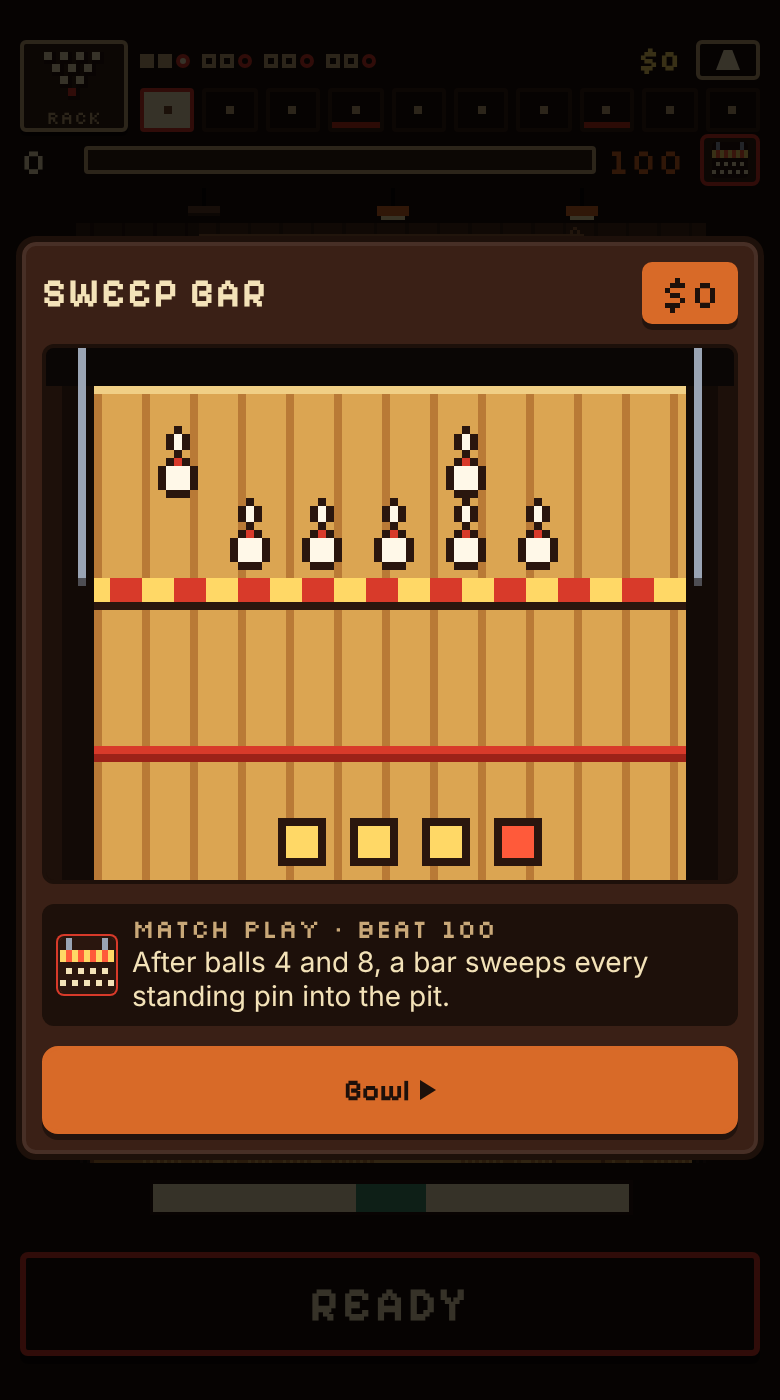 $0
RACK
0
100
SWEEP BAR
$0
MATCH PLAY · BEAT 100
After balls 4 and 8, a bar sweeps every
standing pin into the pit.
Bowl ▶
READY